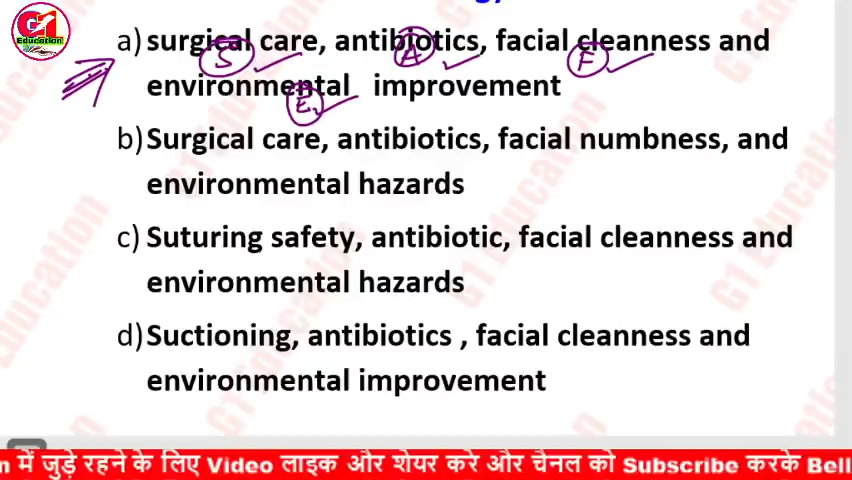 G1
Education
a) surgical care, antibiotics, facial cleanness and
S A F
environmental improvement
E
b) Surgical care, antibiotics, facial numbness, and
environmental hazards
c) Suturing safety, antibiotic, facial cleanness and
environmental hazards
d) Suctioning, antibiotics , facial cleanness and
environmental improvement
G1 Education
में जुड़े रहने के लिए Video लाइक और शेयर करे और चैनल को Subscribe करके Bell